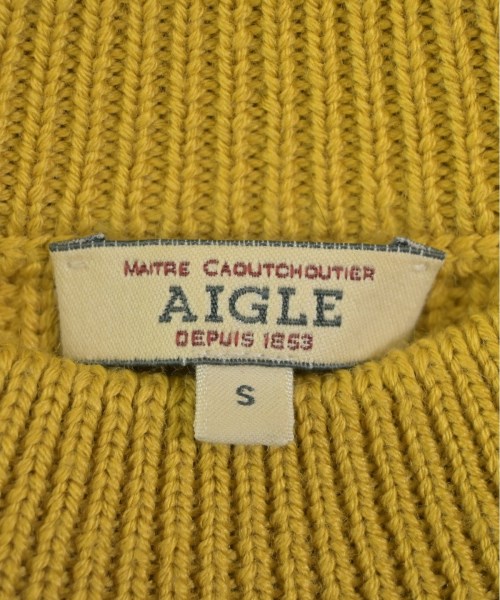 MAITRE CAOUTCHOUTIER
AIGLE
DEPUIS 1853
S